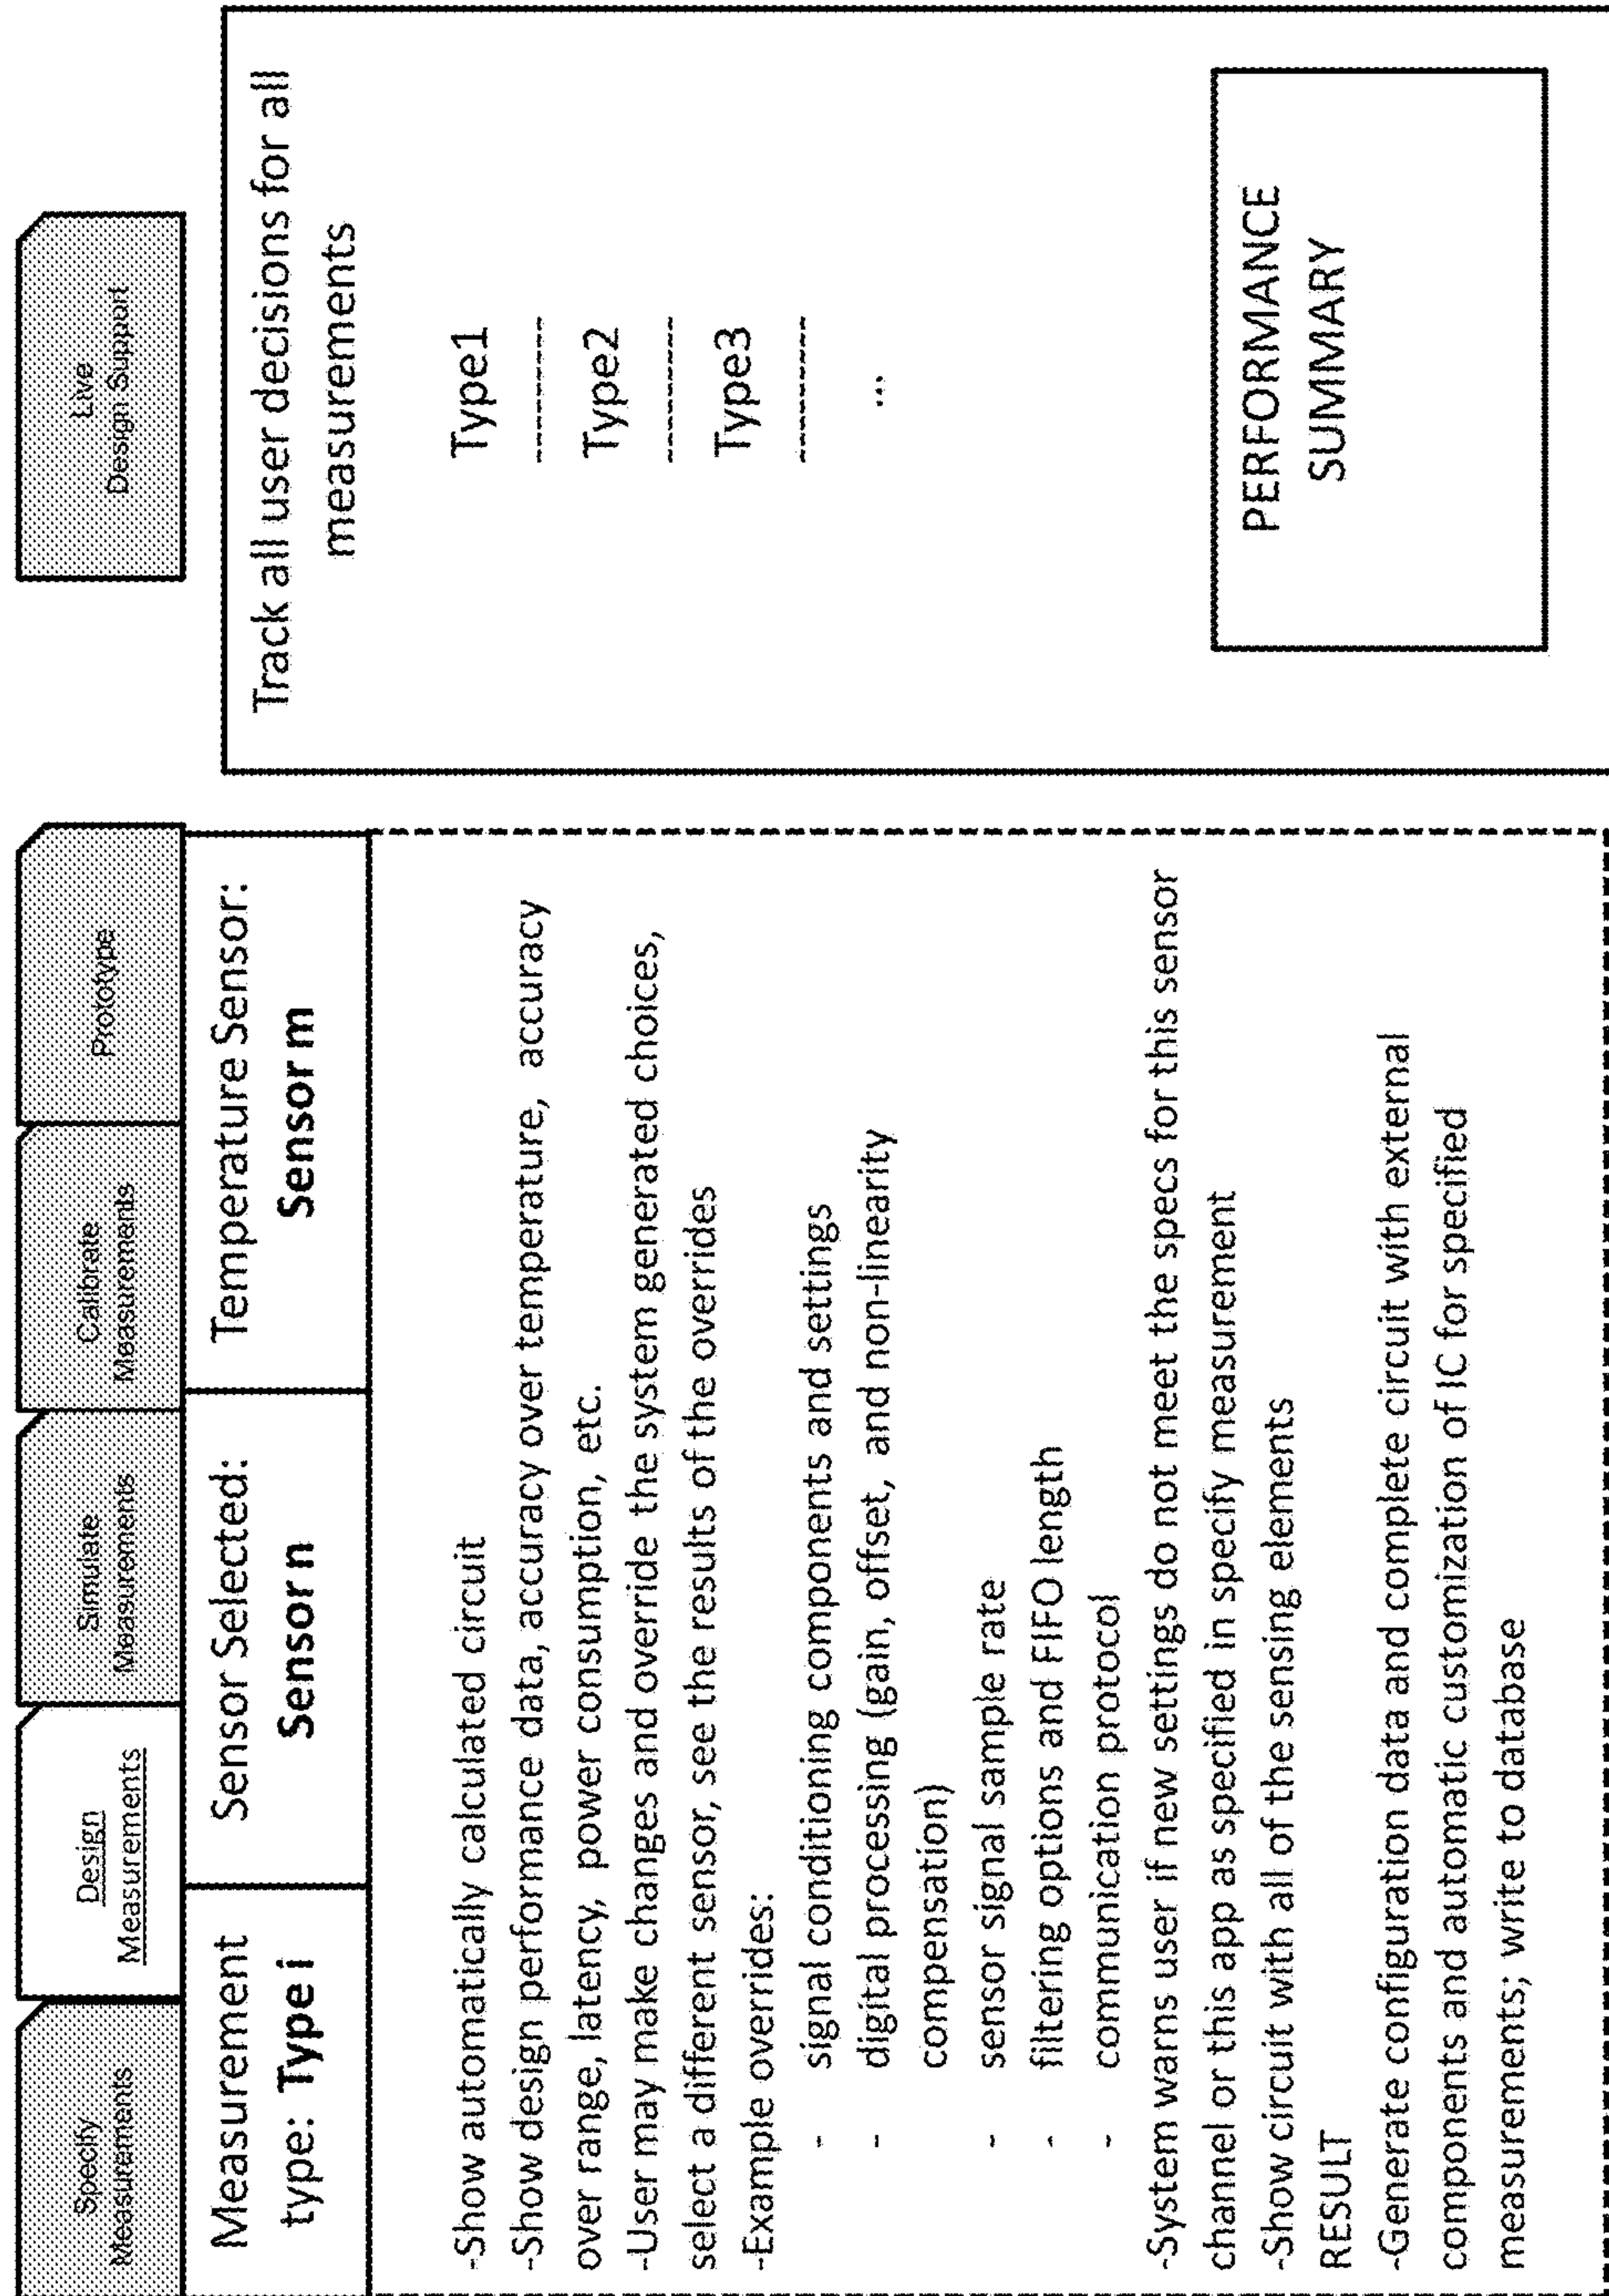 Specify
Measurements
Design
Measurements
Simulate
Measurements
Calibrate
Measurements
Prototype
Live
Design Support
Measurement
type: Type i
Sensor Selected:
Sensor n
Temperature Sensor:
Sensor m
-Show automatically calculated circuit
-Show design performance data, accuracy over temperature, accuracy
over range, latency, power consumption, etc.
-User may make changes and override the system generated choices,
select a different sensor, see the results of the overrides
-Example overrides:
- signal conditioning components and settings
- digital processing (gain, offset, and non-linearity
compensation)
- sensor signal sample rate
- filtering options and FIFO length
- communication protocol
-System warns user if new settings do not meet the specs for this sensor
channel or this app as specified in specify measurement
-Show circuit with all of the sensing elements
RESULT
-Generate configuration data and complete circuit with external
components and automatic customization of IC for specified
measurements; write to database
Track all user decisions for all
measurements
Type1
----------
Type2
----------
Type3
----------
...
PERFORMANCE
SUMMARY